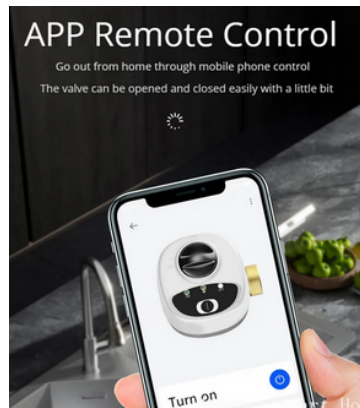 APP Remote Control
Go out from home through mobile phone control
The valve can be opened and closed easily with a little bit
Turn on